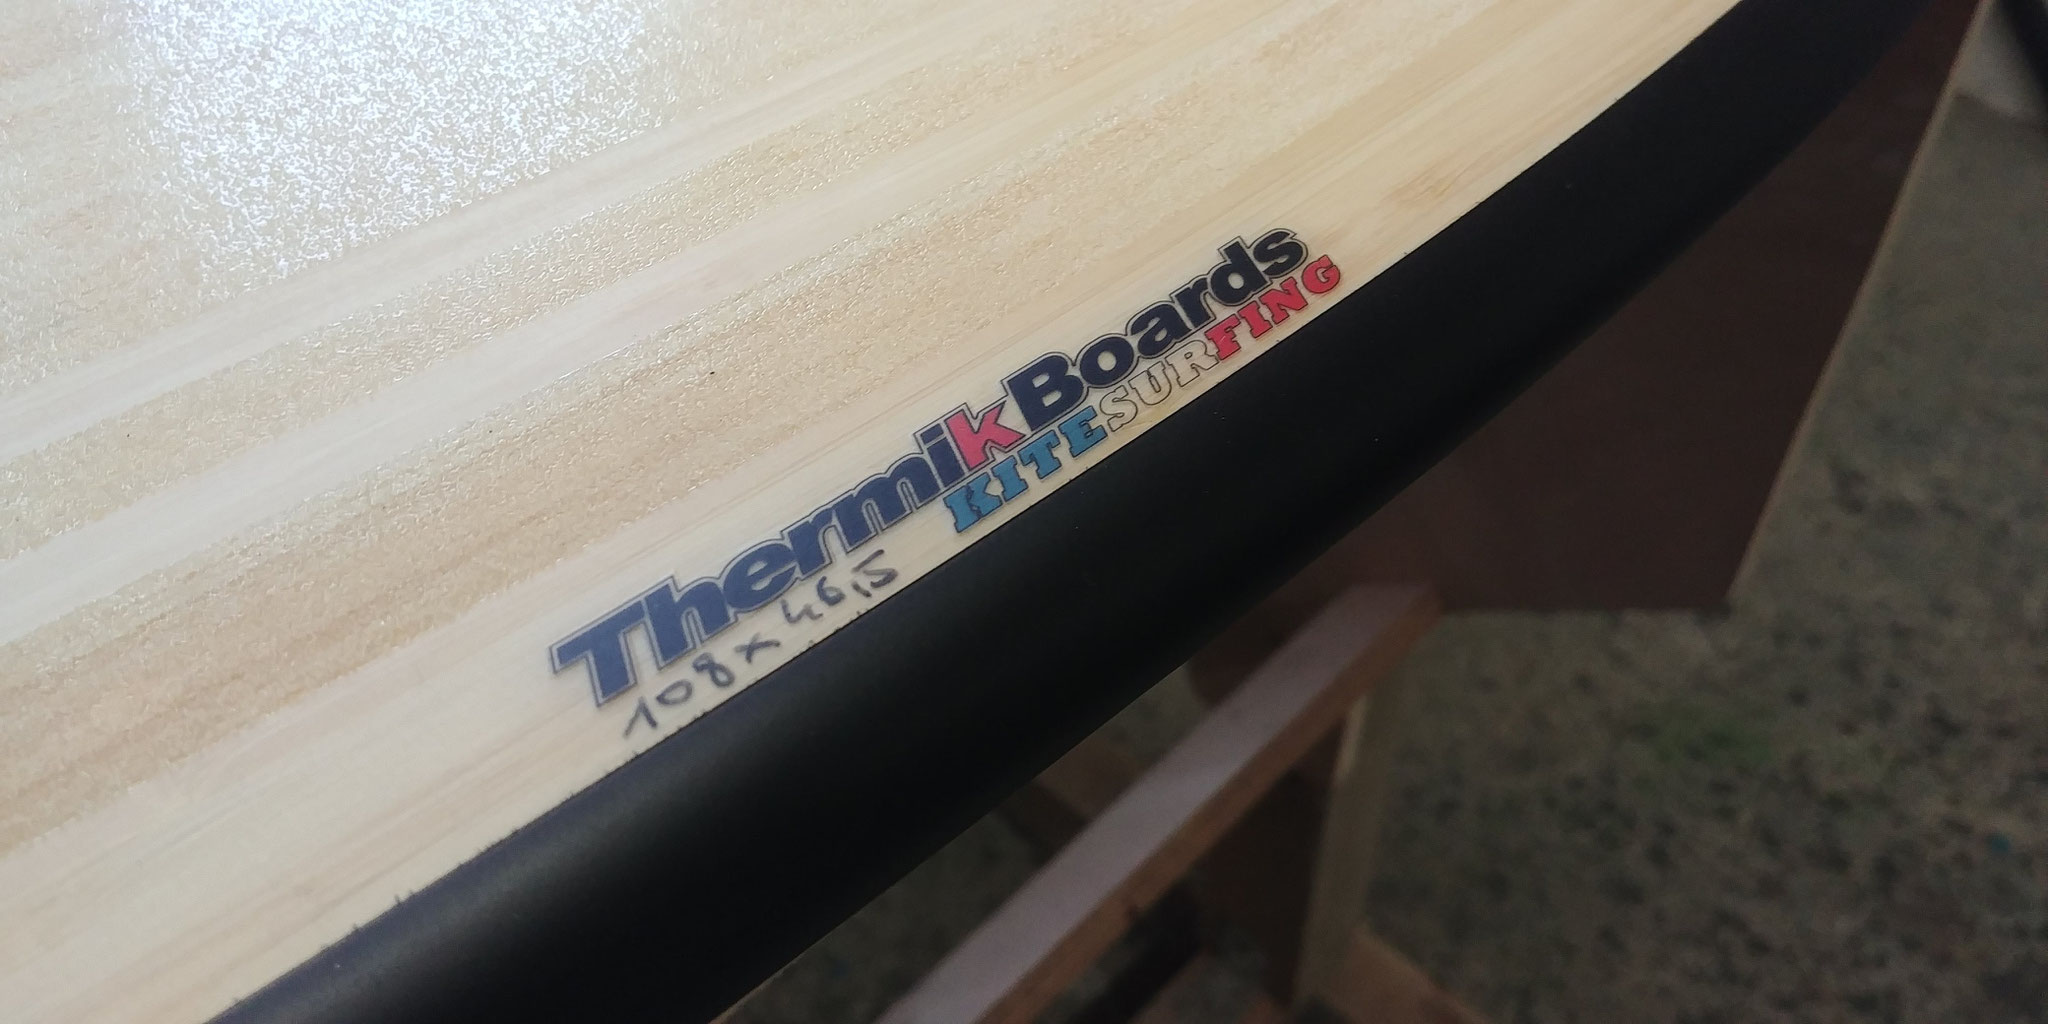 ThermikBoards
KITESURFING
108 x 46,5